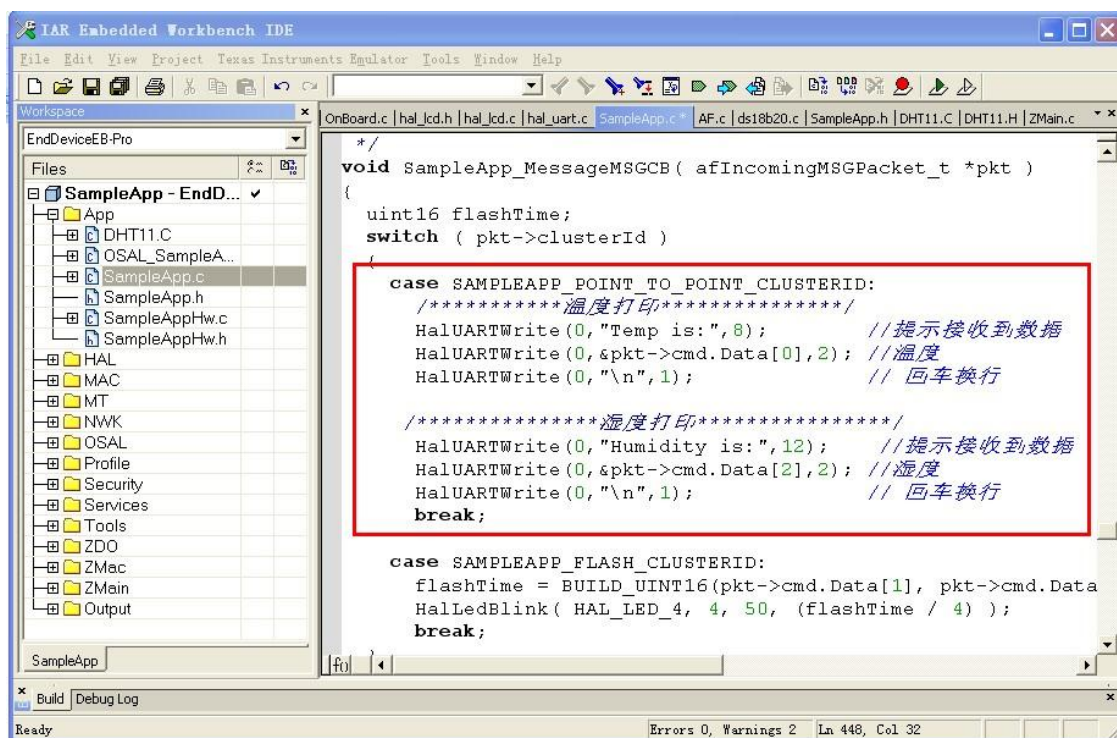 IAR Embedded Workbench IDE
File Edit View Project Texas Instruments Emulator Tools Window Help
Workspace
OnBoard.c | hal_lcd.h | hal_lcd.c | hal_uart.c | SampleApp.c * | AF.c | ds18b20.c | SampleApp.h | DHT11.C | DHT11.H | ZMain.c
EndDeviceEB-Pro
Files
SampleApp - EndD...
App
DHT11.C
OSAL_SampleA...
SampleApp.c
SampleApp.h
SampleAppHw.c
SampleAppHw.h
HAL
MAC
MT
NWK
OSAL
Profile
Security
Services
Tools
ZDO
ZMac
ZMain
Output
SampleApp
*/
void SampleApp_MessageMSGCB( afIncomingMSGPacket_t *pkt )
{
uint16 flashTime;
switch ( pkt->clusterId )
{
case SAMPLEAPP_POINT_TO_POINT_CLUSTERID:
/***********温度打印***************/
HalUARTWrite(0,"Temp is:",8); //提示接收到数据
HalUARTWrite(0,&pkt->cmd.Data[0],2); //温度
HalUARTWrite(0,"\n",1); // 回车换行
/***************湿度打印****************/
HalUARTWrite(0,"Humidity is:",12); //提示接收到数据
HalUARTWrite(0,&pkt->cmd.Data[2],2); //湿度
HalUARTWrite(0,"\n",1); // 回车换行
break;
case SAMPLEAPP_FLASH_CLUSTERID:
flashTime = BUILD_UINT16(pkt->cmd.Data[1], pkt->cmd.Data
HalLedBlink( HAL_LED_4, 4, 50, (flashTime / 4) );
break;
}
f()
Build Debug Log
Ready
Errors 0, Warnings 2
Ln 448, Col 32